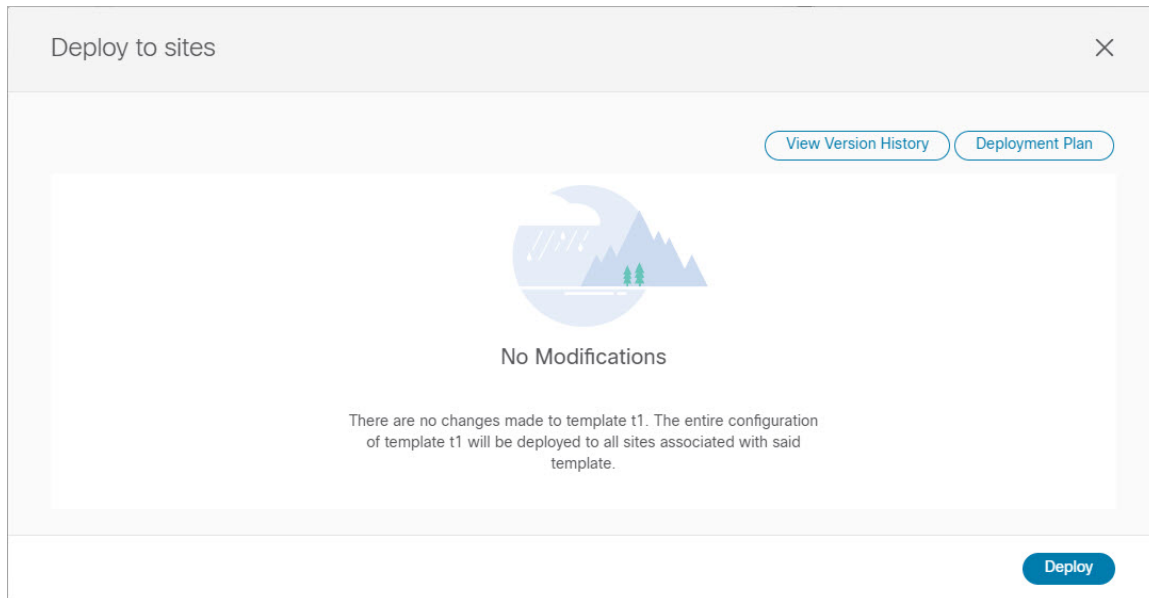 Deploy to sites
View Version History
Deployment Plan
No Modifications
There are no changes made to template t1. The entire configuration
of template t1 will be deployed to all sites associated with said
template.
Deploy